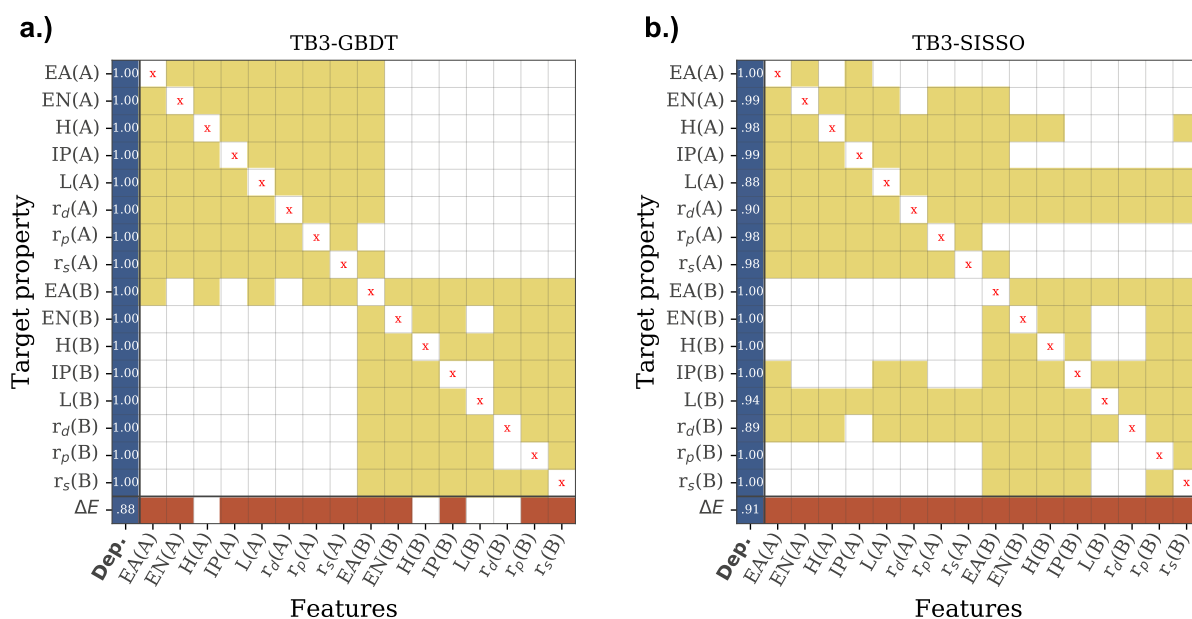 a.)
TB3-GBDT
Target property
EA(A) 1.00 x
EN(A) 1.00 x
H(A) 1.00 x
IP(A) 1.00 x
L(A) 1.00 x
r_d(A) 1.00 x
r_p(A) 1.00 x
r_s(A) 1.00 x
EA(B) 1.00 x
EN(B) 1.00 x
H(B) 1.00 x
IP(B) 1.00 x
L(B) 1.00 x
r_d(B) 1.00 x
r_p(B) 1.00 x
r_s(B) 1.00 x
ΔE .88
Dep. EA(A) EN(A) H(A) IP(A) L(A) r_d(A) r_p(A) r_s(A) EA(B) EN(B) H(B) IP(B) L(B) r_d(B) r_p(B) r_s(B)
Features
b.)
TB3-SISSO
Target property
EA(A) 1.00 x
EN(A) .99 x
H(A) .98 x
IP(A) .99 x
L(A) .88 x
r_d(A) .90 x
r_p(A) .98 x
r_s(A) .98 x
EA(B) 1.00 x
EN(B) 1.00 x
H(B) 1.00 x
IP(B) 1.00 x
L(B) .94 x
r_d(B) .89 x
r_p(B) 1.00 x
r_s(B) 1.00 x
ΔE .91
Dep. EA(A) EN(A) H(A) IP(A) L(A) r_d(A) r_p(A) r_s(A) EA(B) EN(B) H(B) IP(B) L(B) r_d(B) r_p(B) r_s(B)
Features